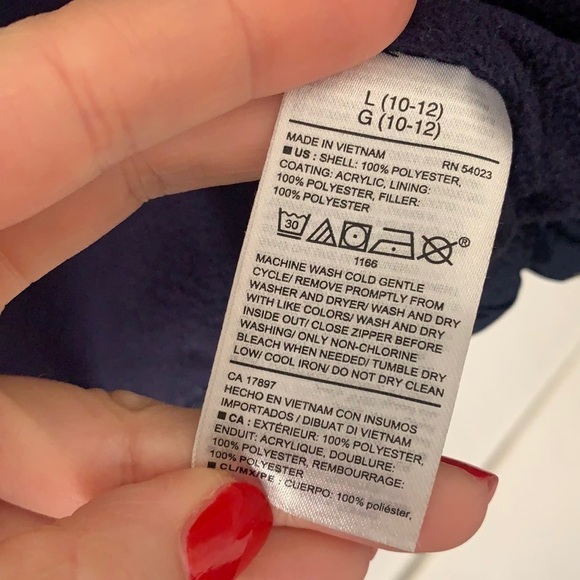 L (10-12)
G (10-12)
MADE IN VIETNAM RN 54023
■ US : SHELL: 100% POLYESTER,
COATING: ACRYLIC, LINING:
100% POLYESTER, FILLER:
100% POLYESTER
30
®
1166
MACHINE WASH COLD GENTLE
CYCLE/ REMOVE PROMPTLY FROM
WASHER AND DRYER/ WASH AND DRY
WITH LIKE COLORS/ WASH AND DRY
INSIDE OUT/ CLOSE ZIPPER BEFORE
WASHING/ ONLY NON-CHLORINE
BLEACH WHEN NEEDED/ TUMBLE DRY
LOW/ COOL IRON/ DO NOT DRY CLEAN
CA 17897
HECHO EN VIETNAM CON INSUMOS
IMPORTADOS / DIBUAT DI VIETNAM
■ CA : EXTÉRIEUR: 100% POLYESTER,
ENDUIT: ACRYLIQUE, DOUBLURE:
100% POLYESTER, REMBOURRAGE:
100% POLYESTER
■ CL/MX/PE : CUERPO: 100% poliéster,